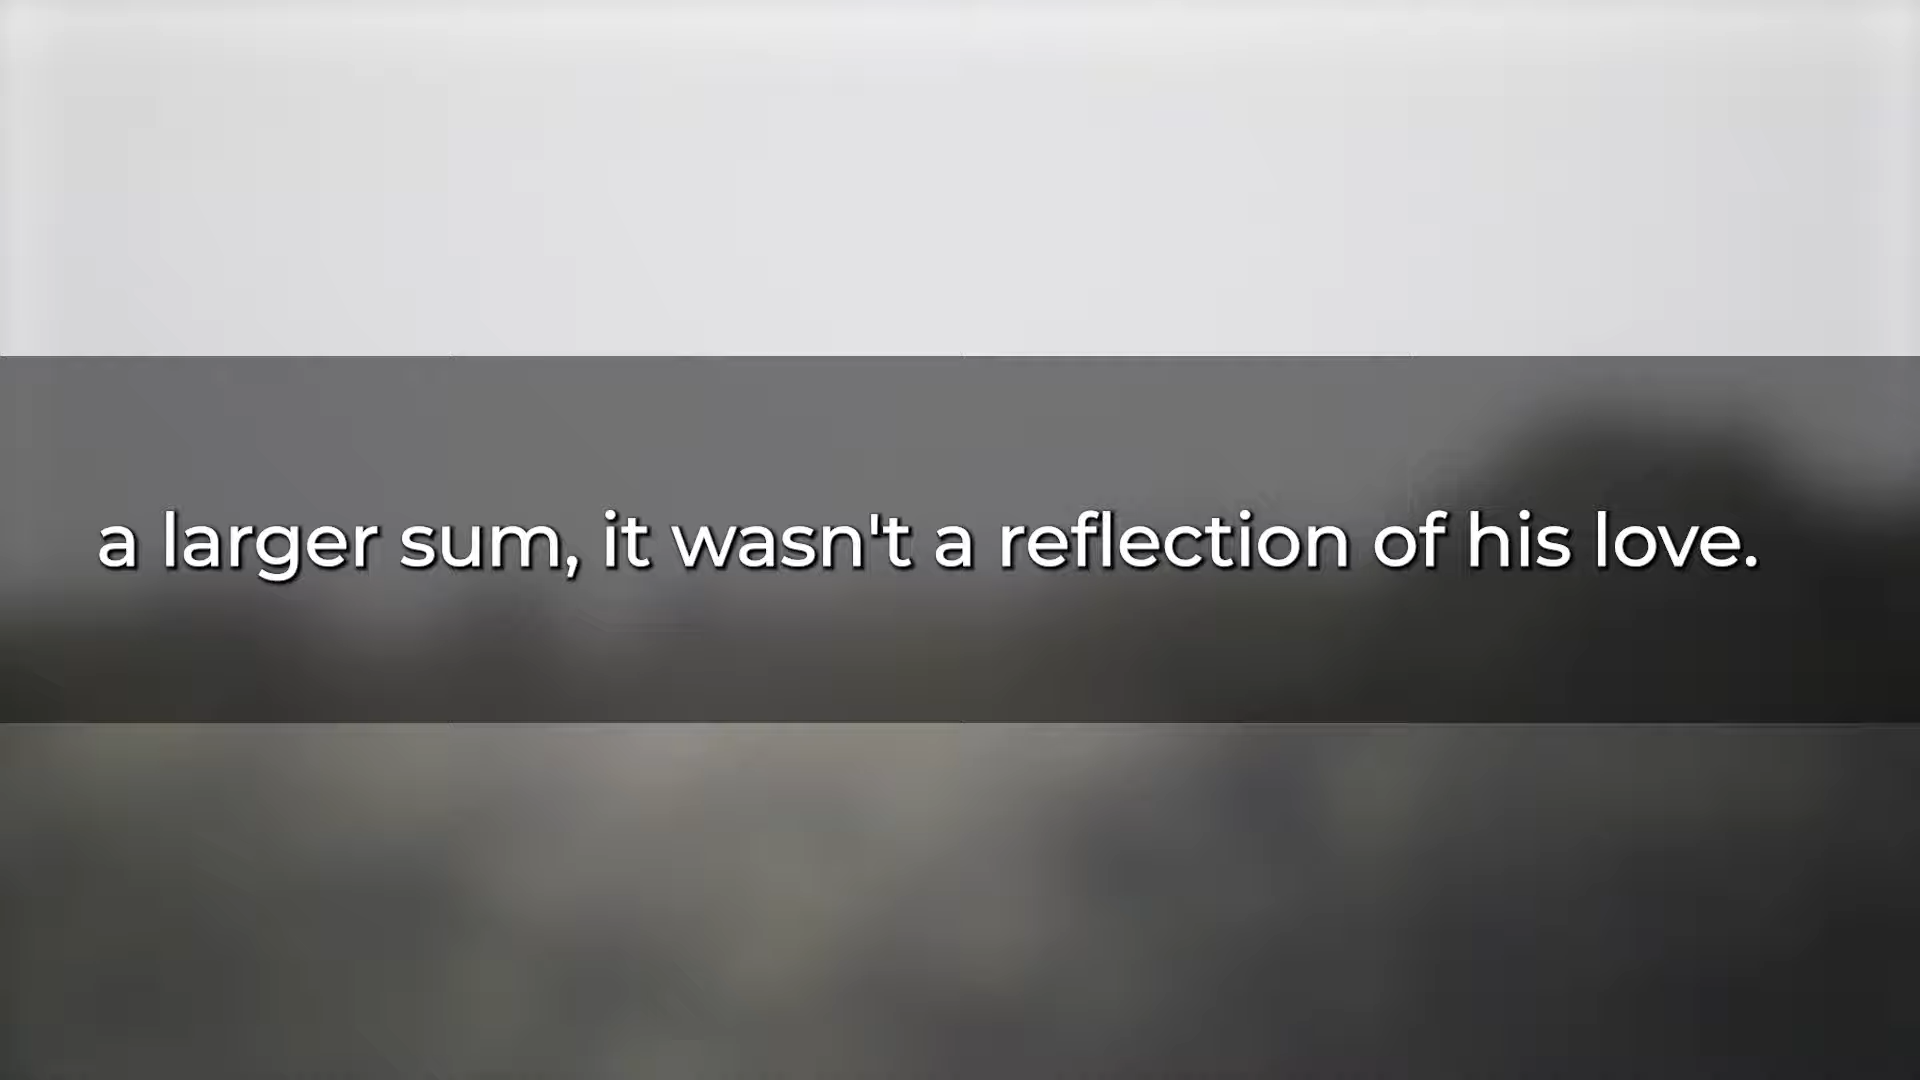 a larger sum, it wasn't a reflection of his love.